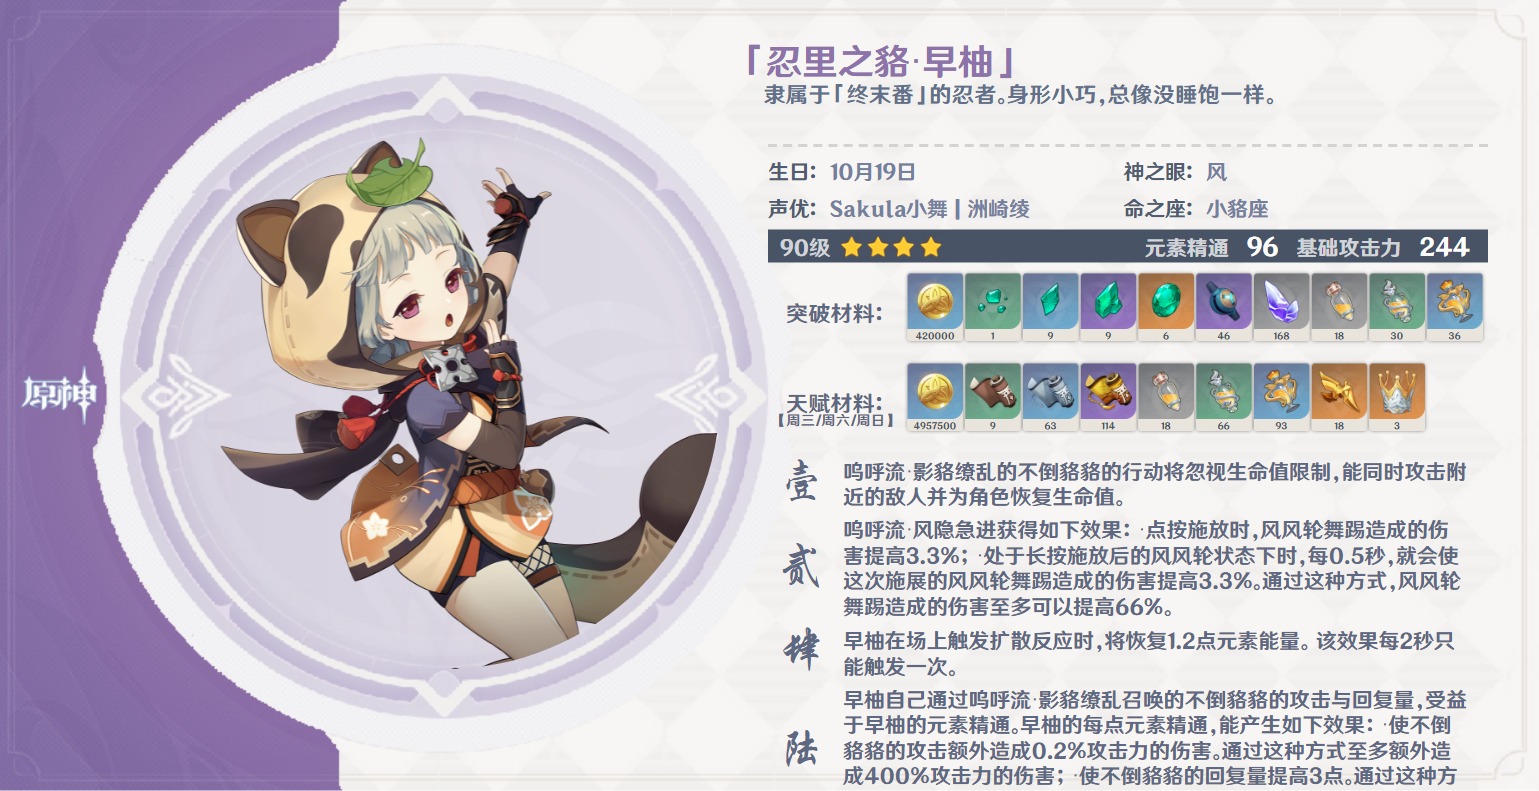 「忍里之貉·早柚」
隶属于「终末番」的忍者。身形小巧,总像没睡饱一样。
生日: 10月19日 神之眼: 风
声优: Sakula小舞 | 洲崎绫 命之座: 小貉座
90级 元素精通 96 基础攻击力 244
突破材料:
420000 1 9 9 6 46 168 18 30 36
天赋材料:
【周三/周六/周日】
4957500 9 63 114 18 66 93 18 3
原神
壹
呜呼流·影貉缭乱的不倒貉貉的行动将忽视生命值限制,能同时攻击附
近的敌人并为角色恢复生命值。
贰
呜呼流·风隐急进获得如下效果: ·点按施放时,风风轮舞踢造成的伤
害提高3.3%; ·处于长按施放后的风风轮状态下时,每0.5秒,就会使
这次施展的风风轮舞踢造成的伤害提高3.3%。通过这种方式,风风轮
舞踢造成的伤害至多可以提高66%。
肆
早柚在场上触发扩散反应时,将恢复1.2点元素能量。该效果每2秒只
能触发一次。
陆
早柚自己通过呜呼流·影貉缭乱召唤的不倒貉貉的攻击与回复量,受益
于早柚的元素精通。早柚的每点元素精通,能产生如下效果: ·使不倒
貉貉的攻击额外造成0.2%攻击力的伤害。通过这种方式至多额外造
成400%攻击力的伤害; ·使不倒貉貉的回复量提高3点。通过这种方